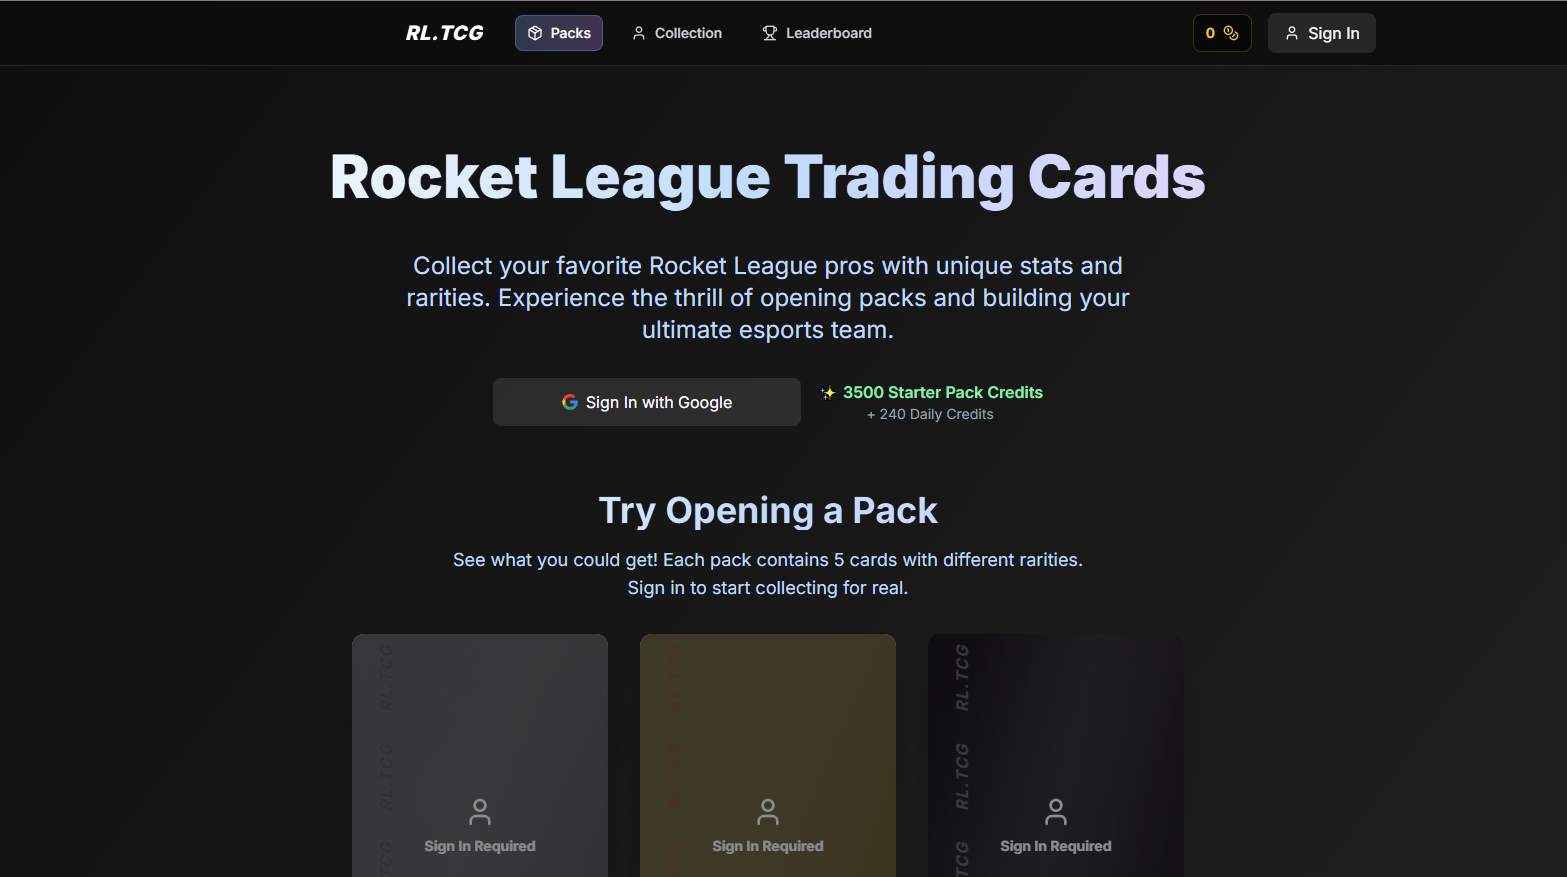 RL.TCG
Packs
Collection
Leaderboard
0
Sign In
Rocket League Trading Cards
Collect your favorite Rocket League pros with unique stats and
rarities. Experience the thrill of opening packs and building your
ultimate esports team.
Sign In with Google
3500 Starter Pack Credits
+ 240 Daily Credits
Try Opening a Pack
See what you could get! Each pack contains 5 cards with different rarities.
Sign in to start collecting for real.
RL.TCG
RL.TCG
Sign In Required
Sign In Required
RL.TCG
RL.TCG
Sign In Required